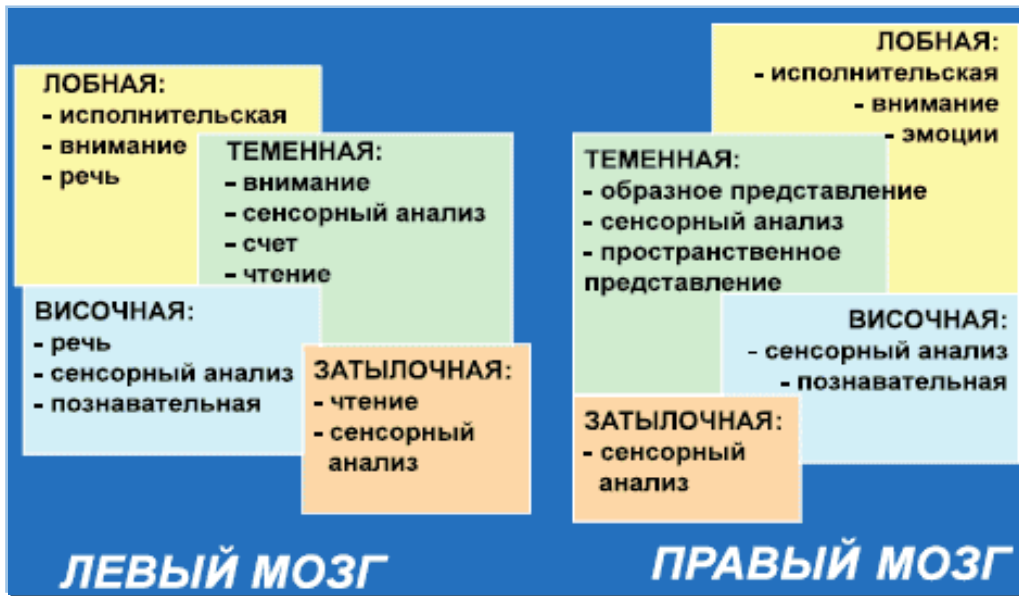 ЛОБНАЯ:
- исполнительская
- внимание
- речь
ТЕМЕННАЯ:
- внимание
- сенсорный анализ
- счет
- чтение
ВИСОЧНАЯ:
- речь
- сенсорный анализ
- познавательная
ЗАТЫЛОЧНАЯ:
- чтение
- сенсорный
анализ
ЛЕВЫЙ МОЗГ
ЛОБНАЯ:
- исполнительская
- внимание
- эмоции
ТЕМЕННАЯ:
- образное представление
- сенсорный анализ
- пространственное
представление
ВИСОЧНАЯ:
- сенсорный анализ
- познавательная
ЗАТЫЛОЧНАЯ:
- сенсорный
анализ
ПРАВЫЙ МОЗГ